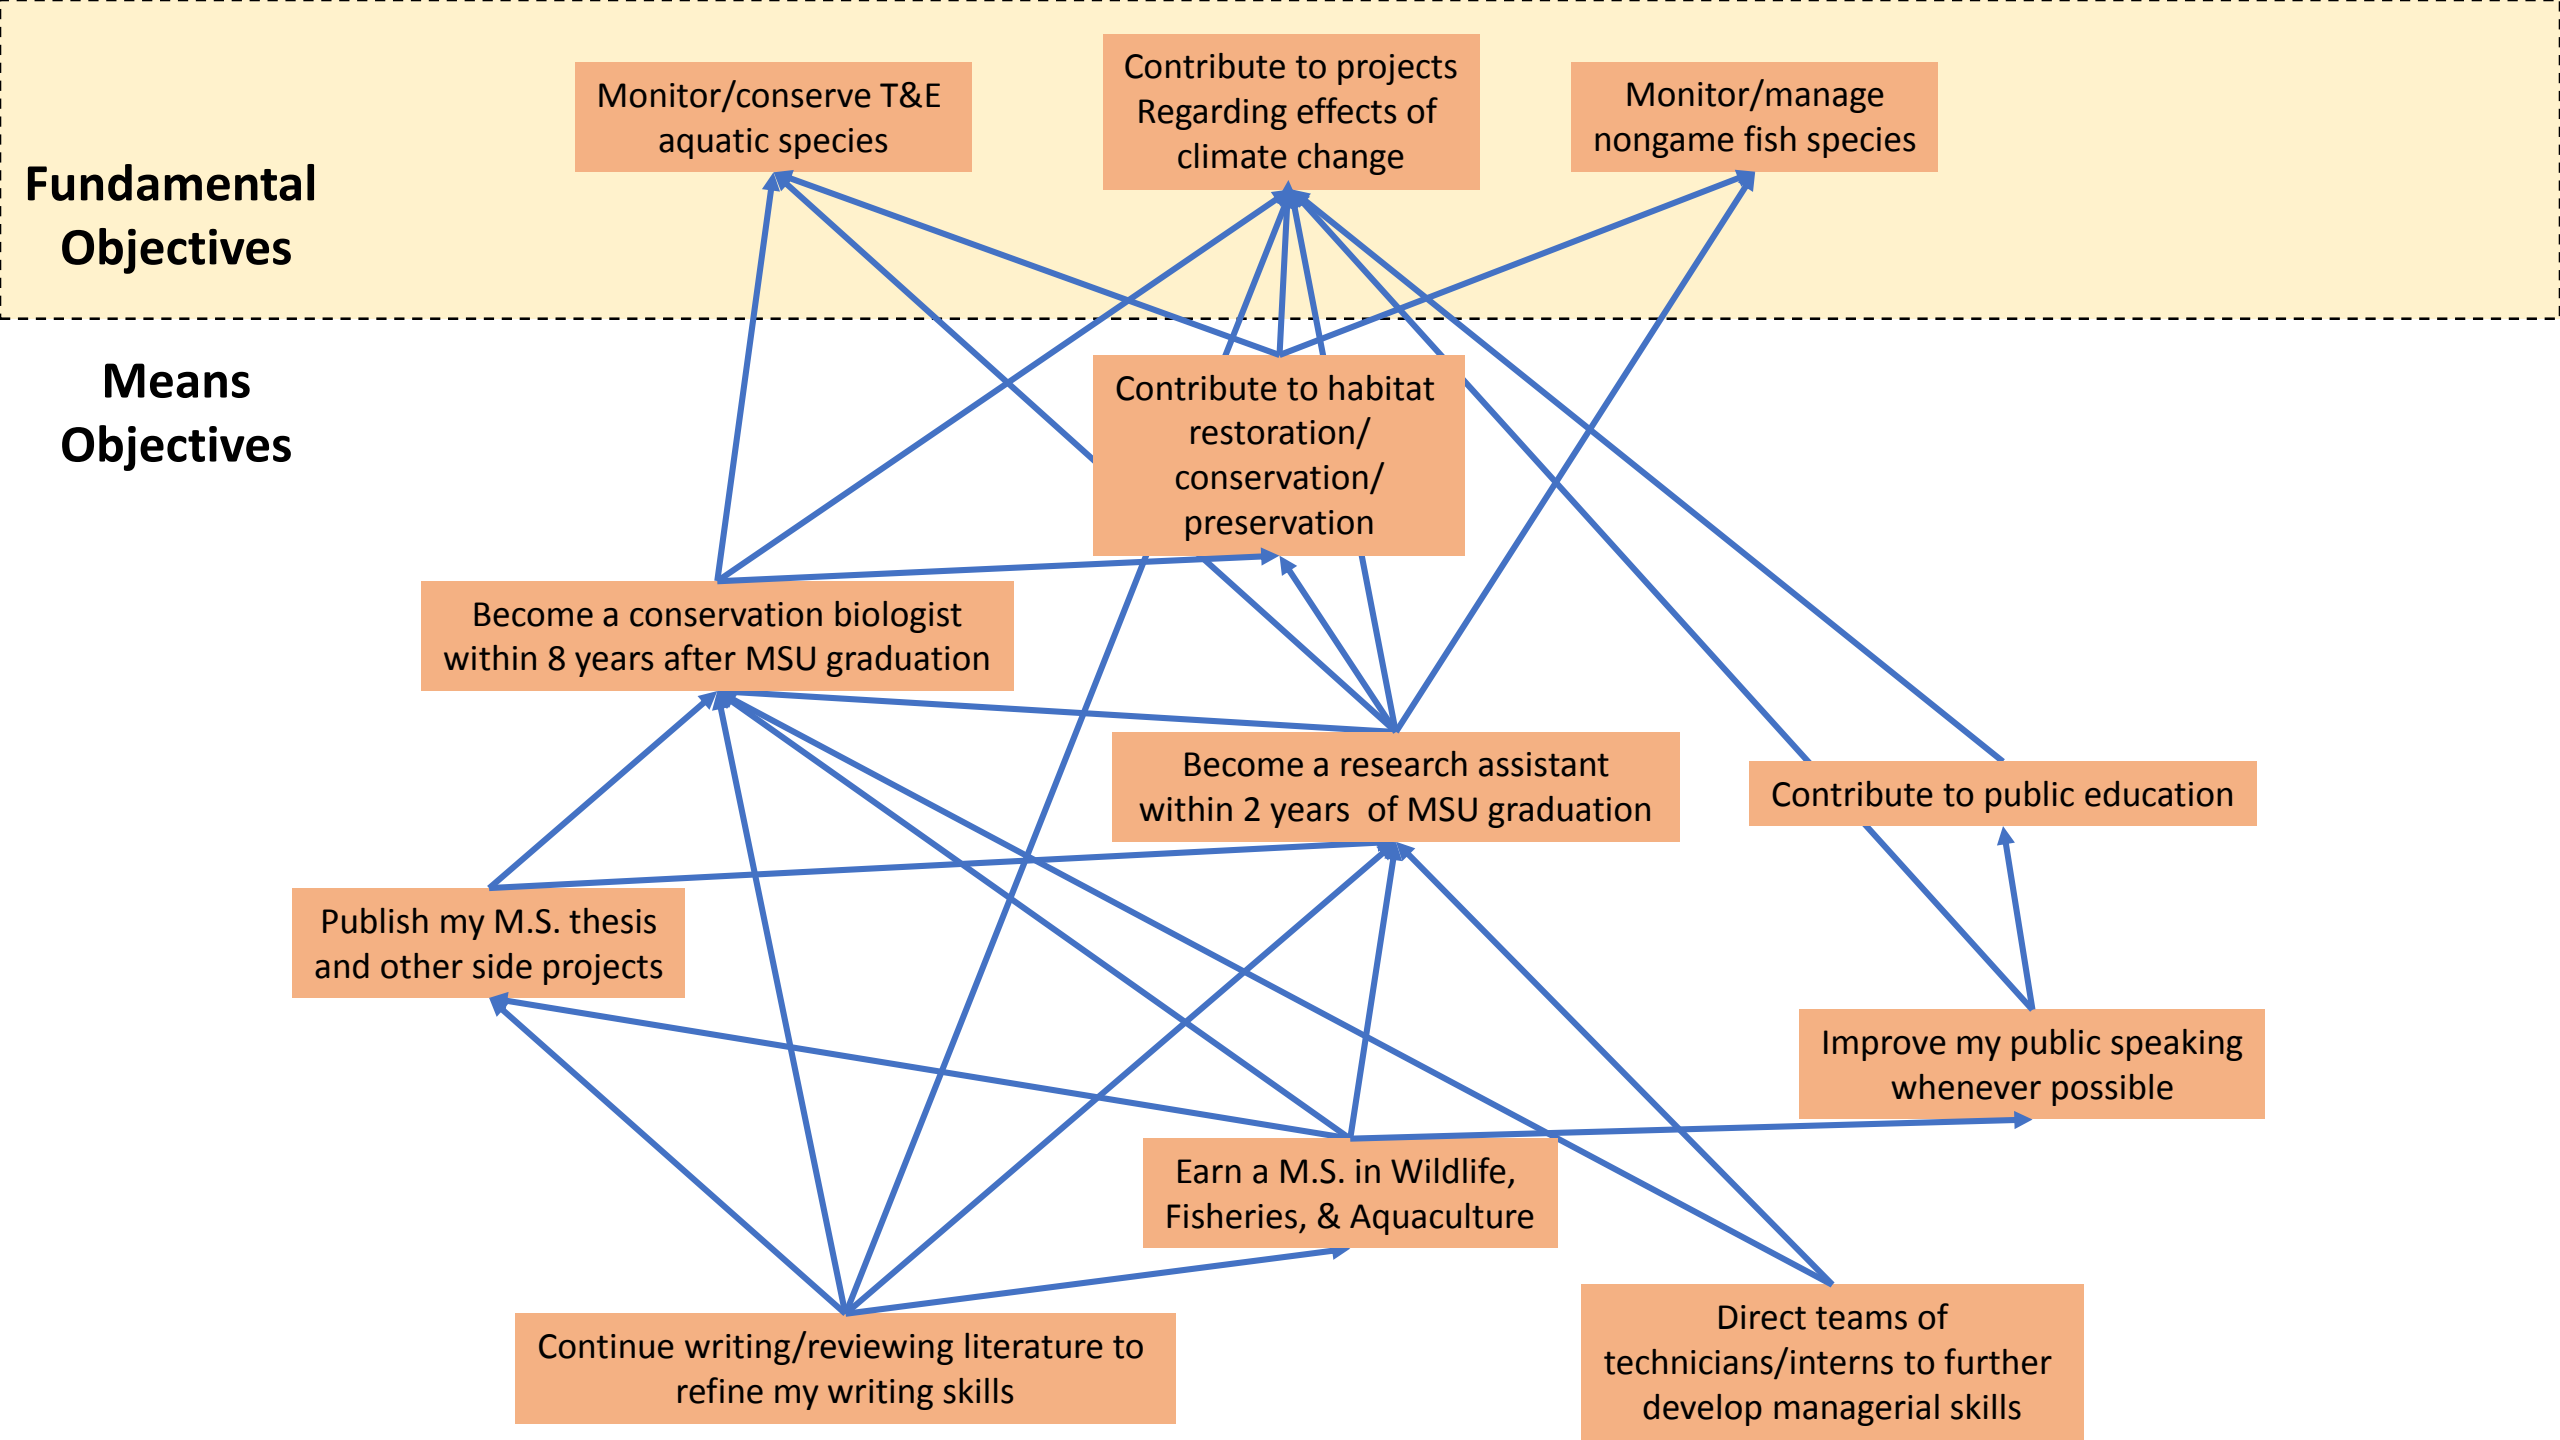 Fundamental
Objectives
Means
Objectives
Monitor/conserve T&E
aquatic species
Contribute to projects
Regarding effects of
climate change
Monitor/manage
nongame fish species
Contribute to habitat
restoration/
conservation/
preservation
Become a conservation biologist
within 8 years after MSU graduation
Become a research assistant
within 2 years  of MSU graduation
Contribute to public education
Publish my M.S. thesis
and other side projects
Improve my public speaking
whenever possible
Earn a M.S. in Wildlife,
Fisheries, & Aquaculture
Continue writing/reviewing literature to
refine my writing skills
Direct teams of
technicians/interns to further
develop managerial skills